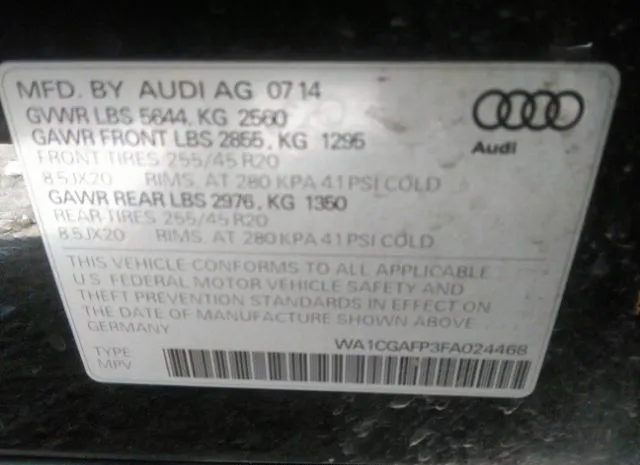 MFD. BY AUDI AG 07 14
GVWR LBS 5644, KG 2560
GAWR FRONT LBS 2855, KG 1295
FRONT TIRES 255/45 R20
8.5JX20 RIMS, AT 280 KPA 41 PSI COLD
GAWR REAR LBS 2976, KG 1350
REAR-TIRES 255/45 R20
8.5JX20 RIMS, AT 280 KPA 41 PSI COLD
Audi
THIS VEHICLE CONFORMS TO ALL APPLICABLE
U.S. FEDERAL MOTOR VEHICLE SAFETY AND
THEFT PREVENTION STANDARDS IN EFFECT ON
THE DATE OF MANUFACTURE SHOWN ABOVE
GERMANY
WA1CGAFP3FA024468
TYPE:
MPV